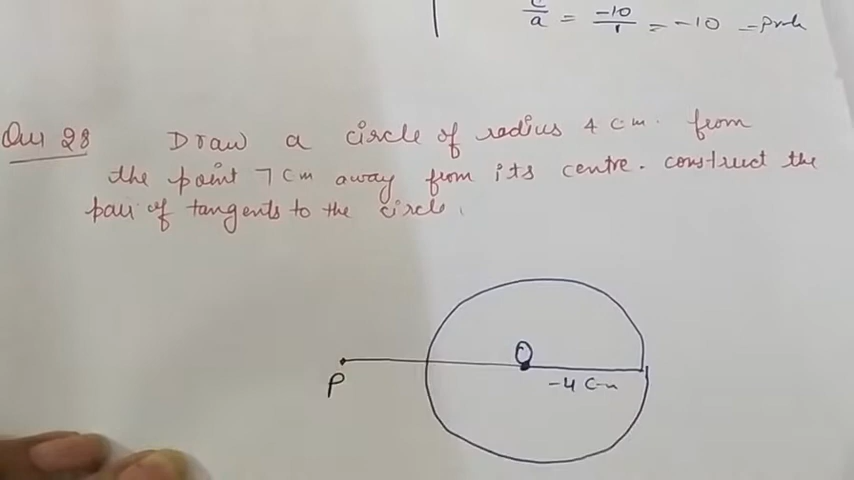 c/a = -10/1 = -10 -
Que 28 Draw a circle of radius 4 cm. from
the point 7 cm away from its centre. construct the
pair of tangents to the circle.
O
P
-4 cm